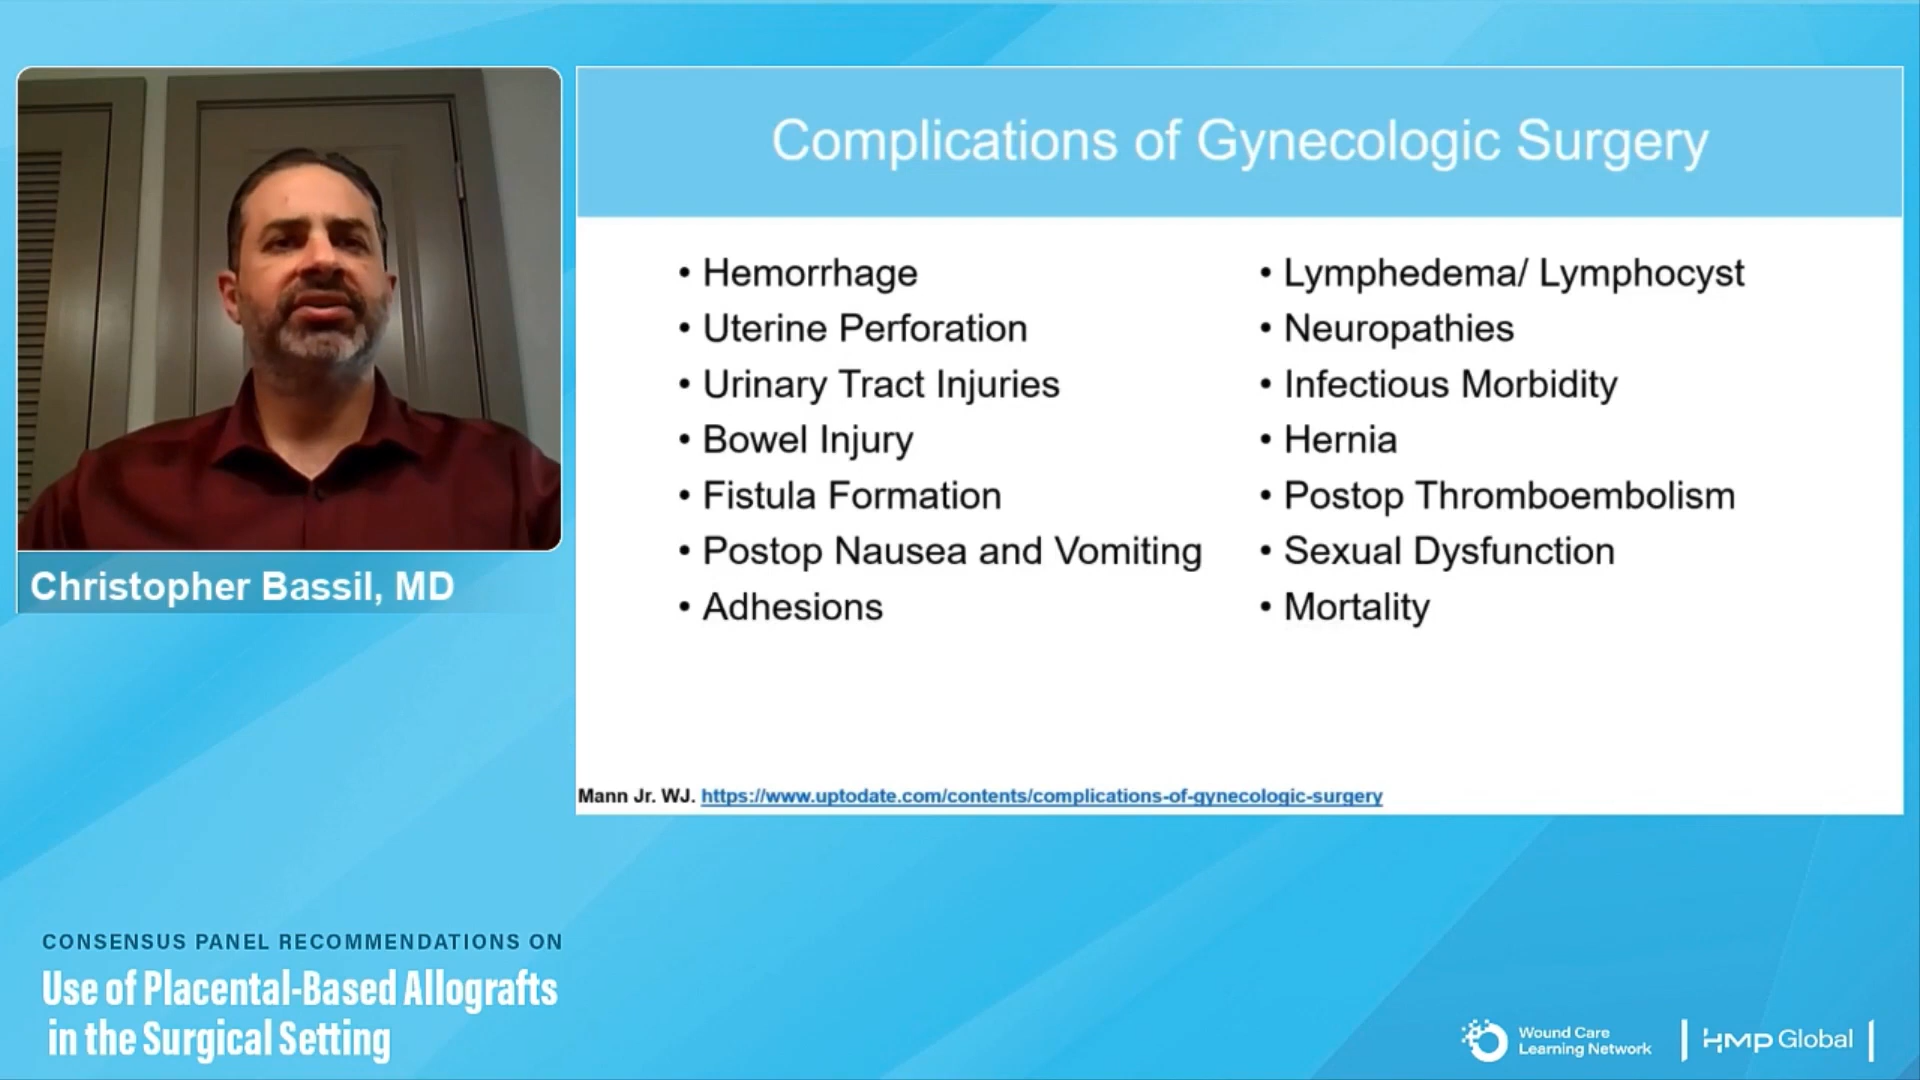 Complications of Gynecologic Surgery
• Hemorrhage
• Uterine Perforation
• Urinary Tract Injuries
• Bowel Injury
• Fistula Formation
• Postop Nausea and Vomiting
• Adhesions
• Lymphedema/ Lymphocyst
• Neuropathies
• Infectious Morbidity
• Hernia
• Postop Thromboembolism
• Sexual Dysfunction
• Mortality
Mann Jr. WJ. https://www.uptodate.com/contents/complications-of-gynecologic-surgery
Christopher Bassil, MD
CONSENSUS PANEL RECOMMENDATIONS ON
Use of Placental-Based Allografts
in the Surgical Setting
Wound Care
Learning Network
HMP Global